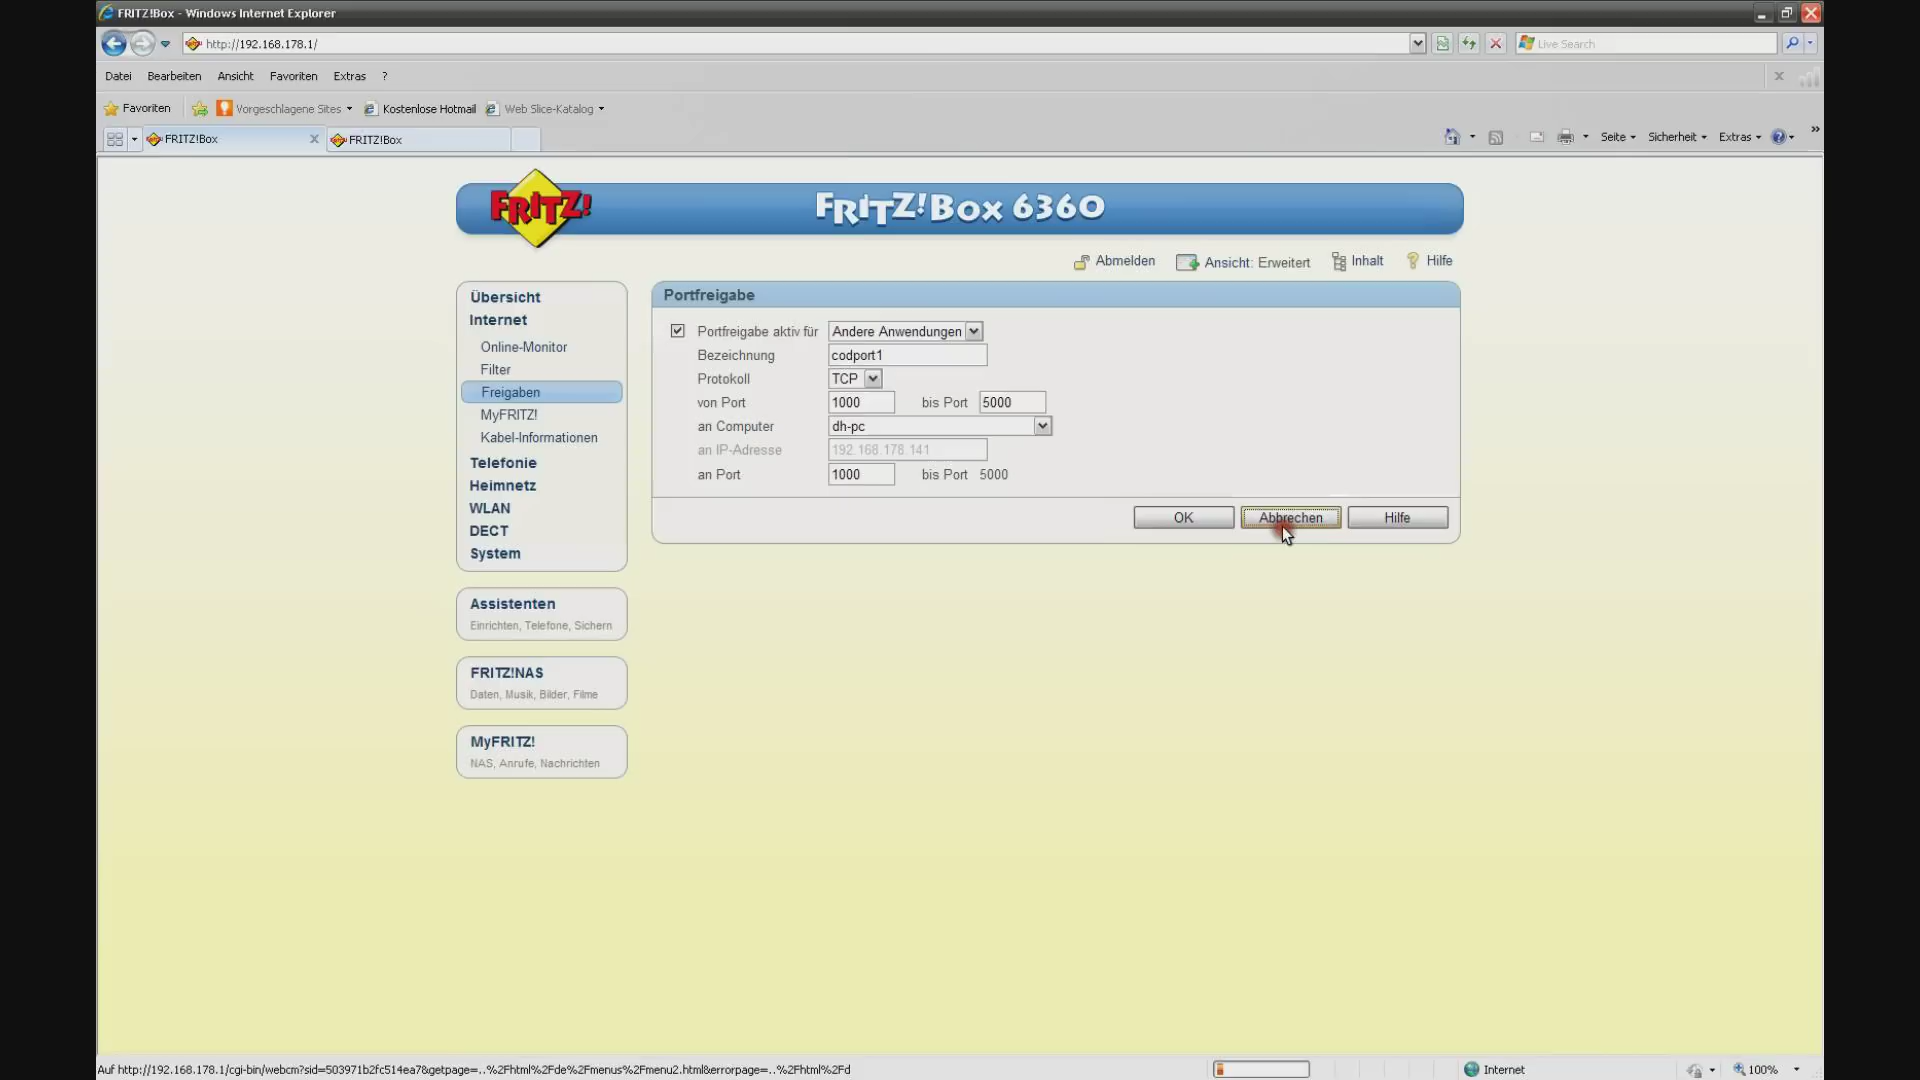 FRITZ!Box - Windows Internet Explorer
http://192.168.178.1/
Live Search
Datei Bearbeiten Ansicht Favoriten Extras ?
Favoriten Vorgeschlagene Sites Kostenlose Hotmail Web Slice-Katalog
FRITZ!Box FRITZ!Box Seite Sicherheit Extras
FRITZ! FRITZ!Box 6360
Abmelden Ansicht: Erweitert Inhalt Hilfe
Übersicht
Internet
Online-Monitor
Filter
Freigaben
MyFRITZ!
Kabel-Informationen
Telefonie
Heimnetz
WLAN
DECT
System
Assistenten
Einrichten, Telefone, Sichern
FRITZ!NAS
Daten, Musik, Bilder, Filme
MyFRITZ!
NAS, Anrufe, Nachrichten
Portfreigabe
Portfreigabe aktiv für Andere Anwendungen
Bezeichnung codport1
Protokoll TCP
von Port 1000 bis Port 5000
an Computer dh-pc
an IP-Adresse 192.168.178.141
an Port 1000 bis Port 5000
OK Abbrechen Hilfe
Auf http://192.168.178.1/cgi-bin/webcm?sid=503971b2fc514ea7&getpage=..%2Fhtml%2Fde%2Fmenus%2Fmenu2.html&errorpage=..%2Fhtml%2Fd
Internet 100%